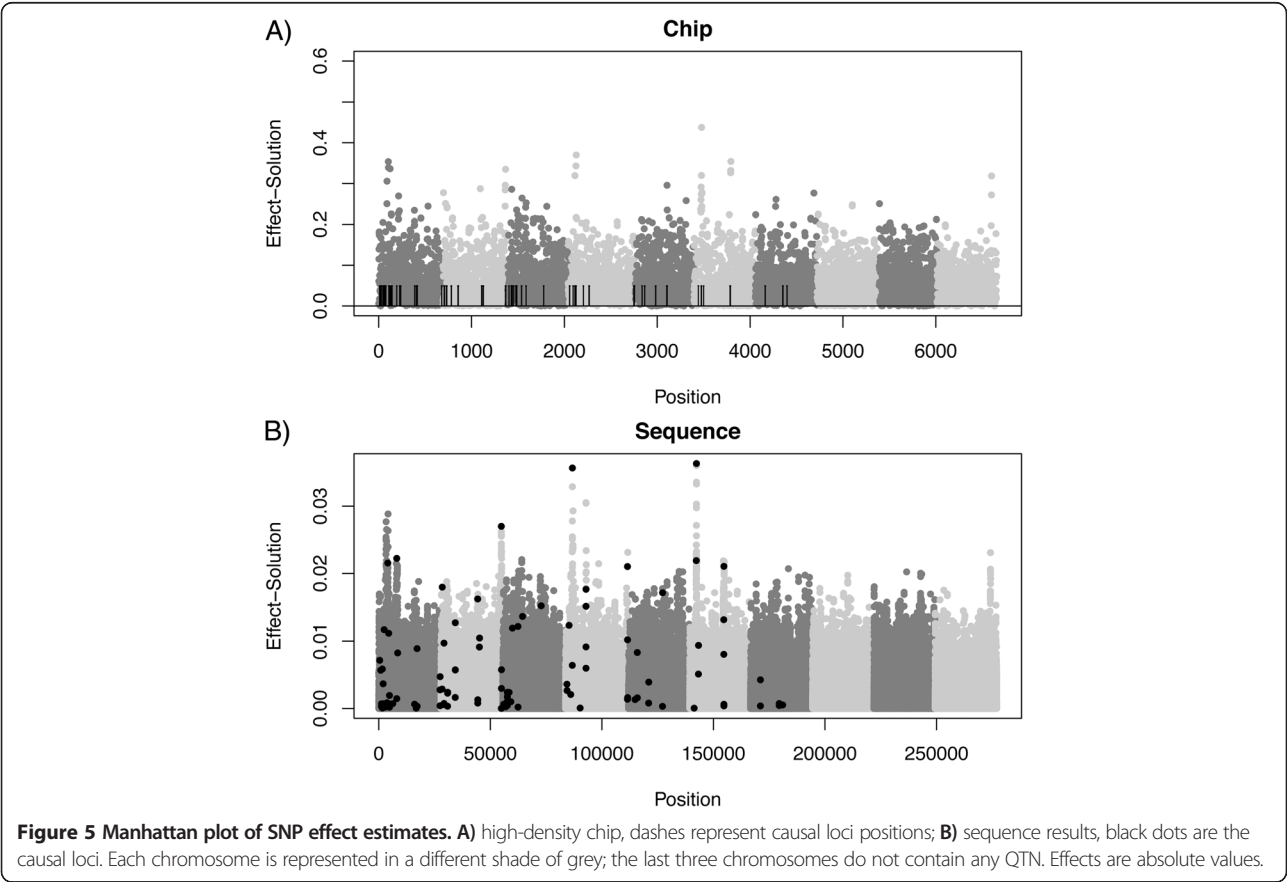 A)
Chip
Effect–Solution
0.6
0.4
0.2
0.0
0 1000 2000 3000 4000 5000 6000
Position
B)
Sequence
Effect–Solution
0.03
0.02
0.01
0.00
0 50000 100000 150000 200000 250000
Position
Figure 5 Manhattan plot of SNP effect estimates. A) high-density chip, dashes represent causal loci positions; B) sequence results, black dots are the
causal loci. Each chromosome is represented in a different shade of grey; the last three chromosomes do not contain any QTN. Effects are absolute values.